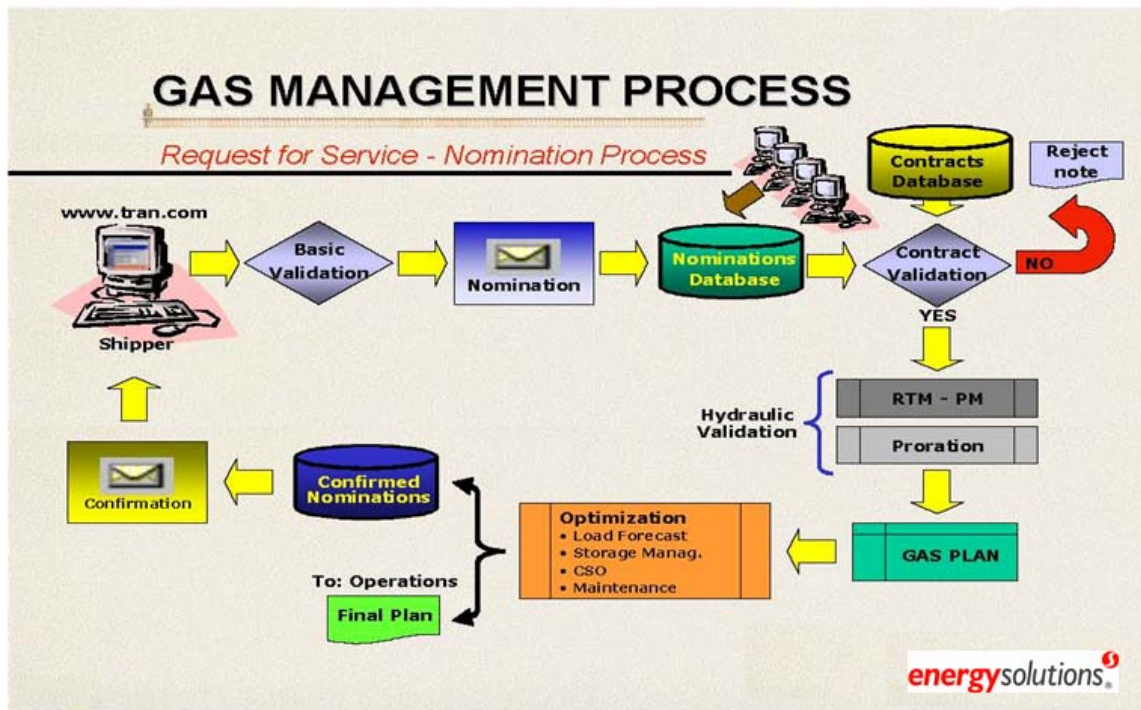 GAS MANAGEMENT PROCESS
Request for Service - Nomination Process
Contracts
Database
Reject
note
www.tran.com
Shipper
Basic
Validation
Nomination
Nominations
Database
Contract
Validation
NO
YES
Hydraulic
Validation
RTM - PM
Proration
GAS PLAN
Optimization
• Load Forecast
• Storage Manag.
• CSO
• Maintenance
Confirmed
Nominations
Confirmation
To: Operations
Final Plan
energysolutions®